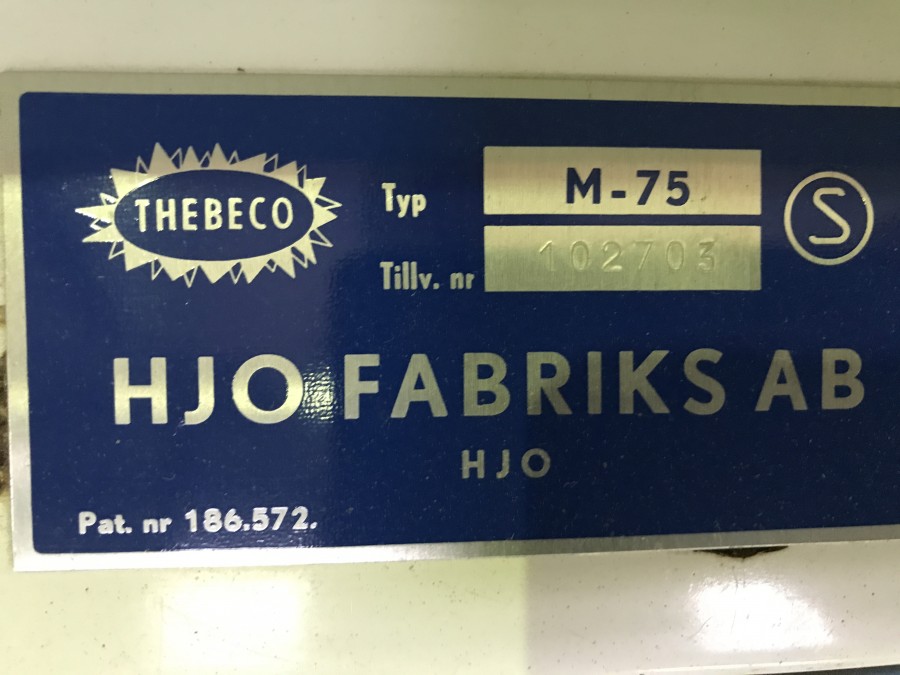 THEBECO
Typ M-75
S
Tillv. nr 102703
HJO FABRIKS AB
HJO
Pat. nr 186.572.